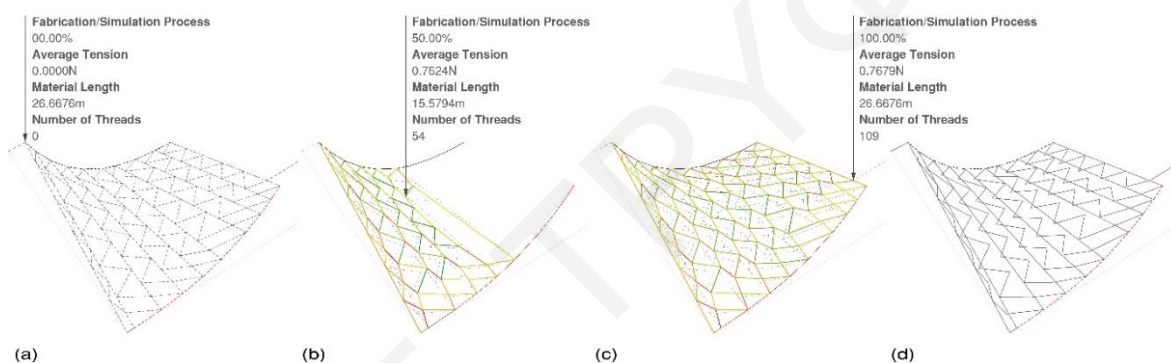 Fabrication/Simulation Process
00.00%
Average Tension
0.0000N
Material Length
26.6676m
Number of Threads
0
Fabrication/Simulation Process
50.00%
Average Tension
0.7624N
Material Length
15.5794m
Number of Threads
54
Fabrication/Simulation Process
100.00%
Average Tension
0.7679N
Material Length
26.6676m
Number of Threads
109
(a)
(b)
(c)
(d)